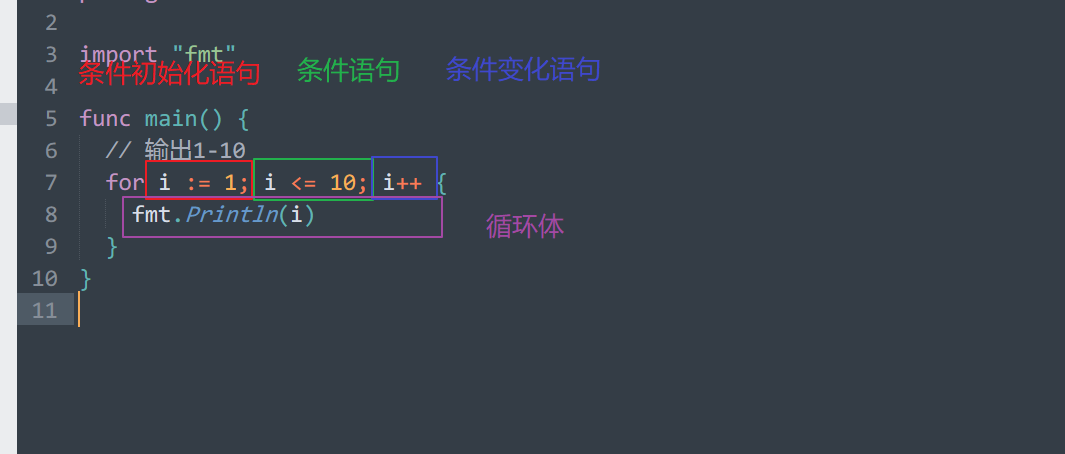 2
3 import "fmt"
条件初始化语句 条件语句 条件变化语句
4
5 func main() {
6 // 输出1-10
7 for i := 1; i <= 10; i++ {
8 fmt.Println(i)
循环体
9 }
10 }
11